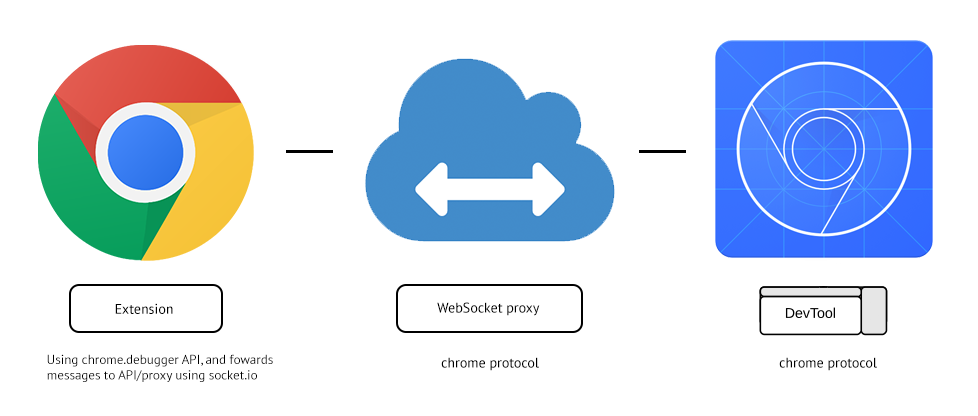 Extension
WebSocket proxy
DevTool
Using chrome.debugger API, and fowards
messages to API/proxy using socket.io
chrome protocol
chrome protocol